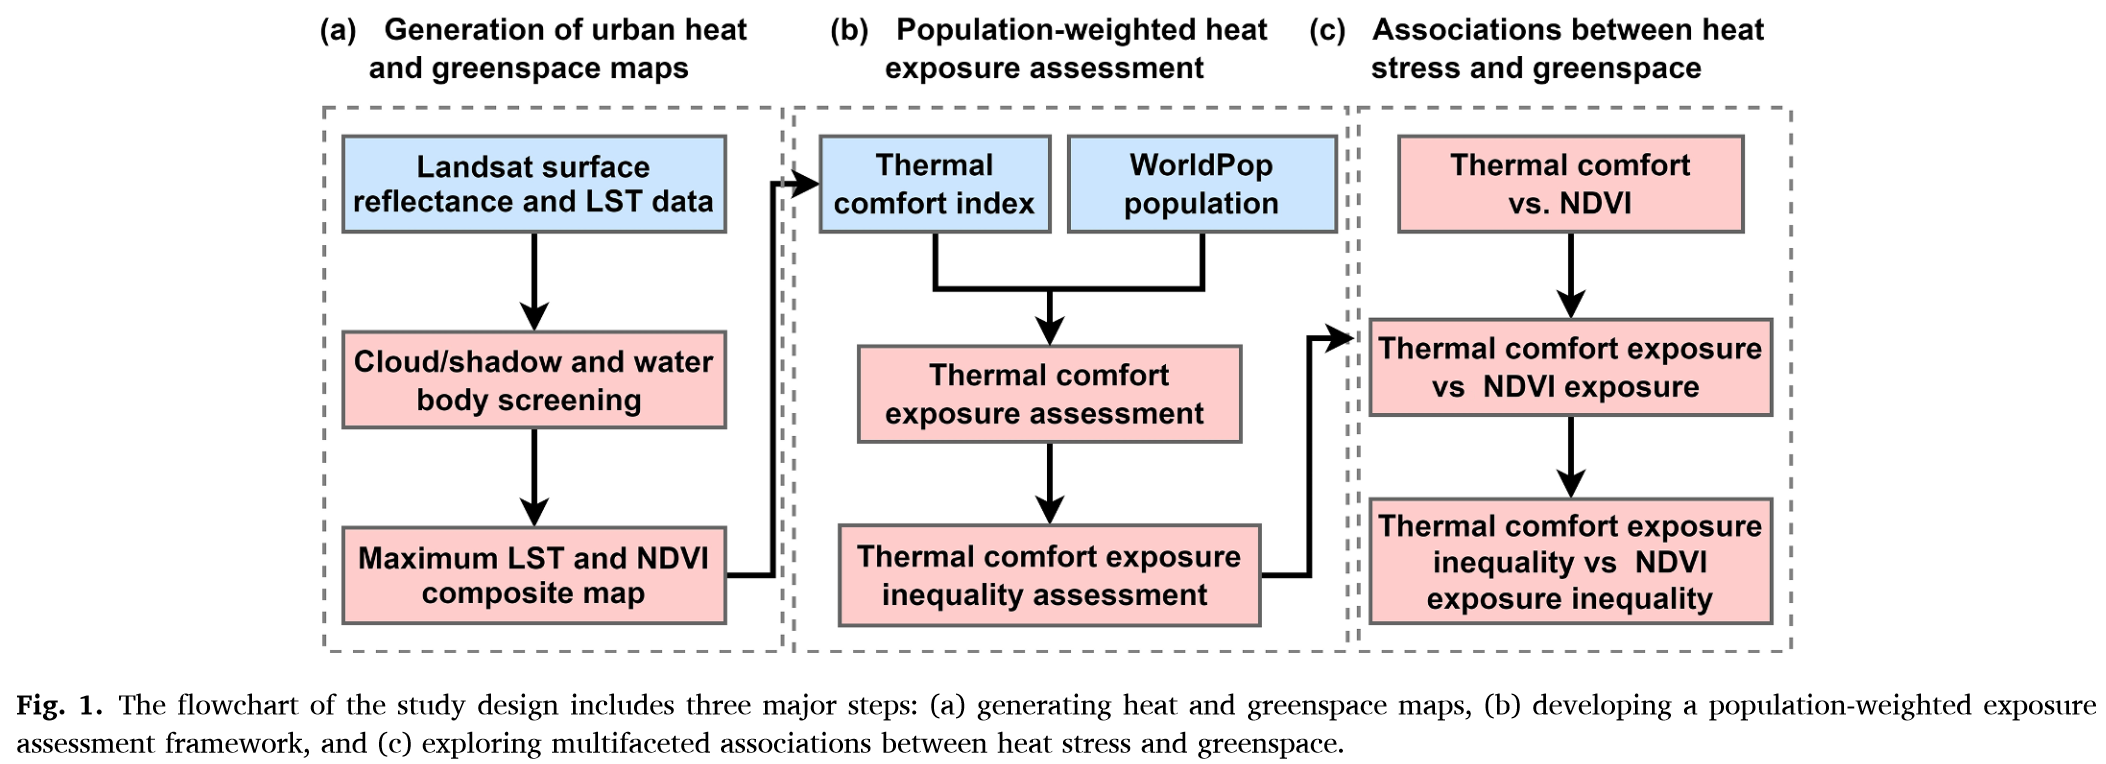 (a) Generation of urban heat
and greenspace maps
Landsat surface
reflectance and LST data
Cloud/shadow and water
body screening
Maximum LST and NDVI
composite map
(b) Population-weighted heat
exposure assessment
Thermal
comfort index
WorldPop
population
Thermal comfort
exposure assessment
Thermal comfort exposure
inequality assessment
(c) Associations between heat
stress and greenspace
Thermal comfort
vs. NDVI
Thermal comfort exposure
vs NDVI exposure
Thermal comfort exposure
inequality vs NDVI
exposure inequality
Fig. 1. The flowchart of the study design includes three major steps: (a) generating heat and greenspace maps, (b) developing a population-weighted exposure
assessment framework, and (c) exploring multifaceted associations between heat stress and greenspace.